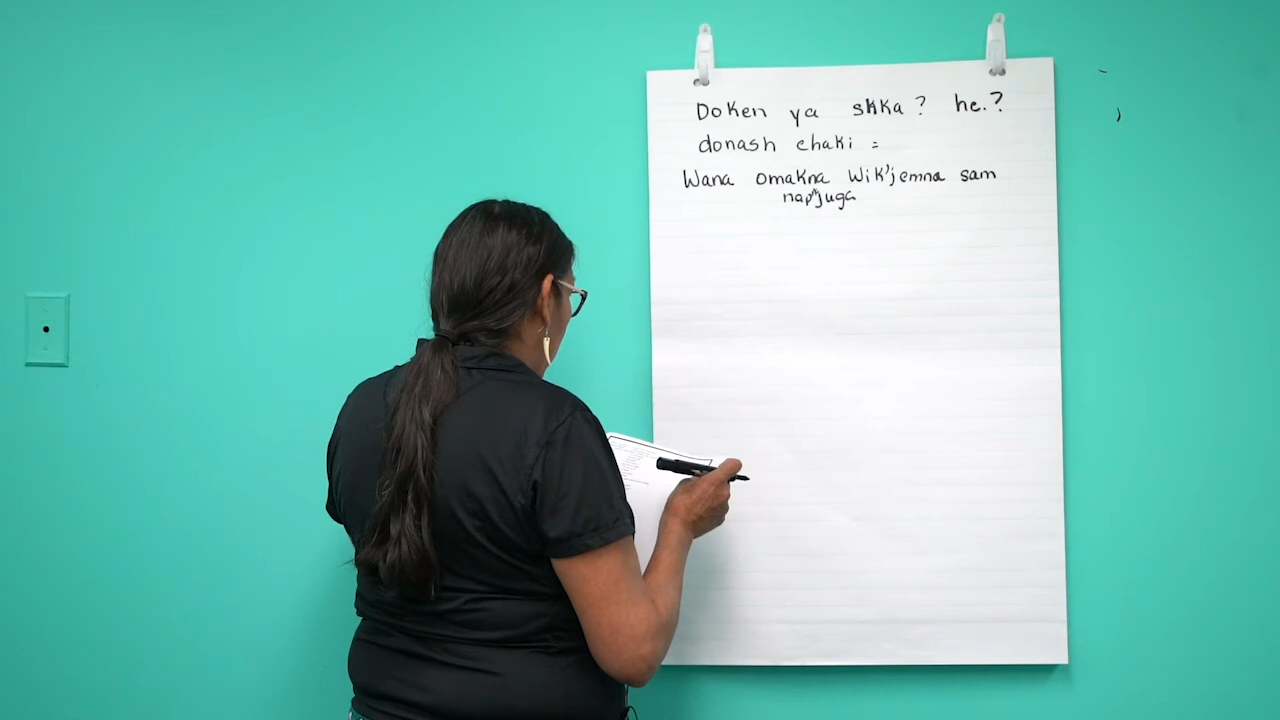 Doken ya skka? he.?
donash chaki =
Wana omakna Wik'jemna sam
nap'juga